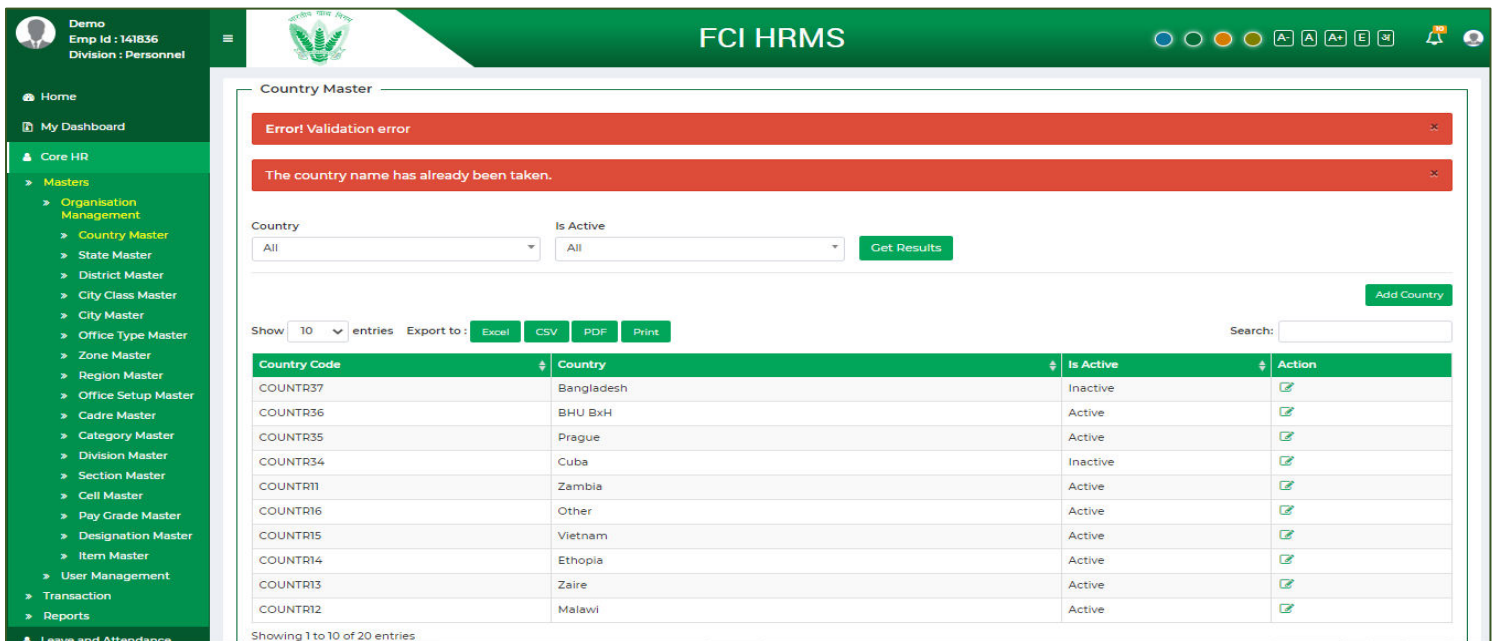 Demo
Emp Id : 141836
Division : Personnel
FCI HRMS
A- A A+ E अ
10
Home
My Dashboard
Core HR
Masters
Organisation
Management
Country Master
State Master
District Master
City Class Master
City Master
Office Type Master
Zone Master
Region Master
Office Setup Master
Cadre Master
Category Master
Division Master
Section Master
Cell Master
Pay Grade Master
Designation Master
Item Master
User Management
Transaction
Reports
Leave and Attendance
Country Master
Error! Validation error ×
The country name has already been taken. ×
Country Is Active
All All Get Results
Add Country
Show 10 entries Export to : Excel CSV PDF Print Search:
Country Code Country Is Active Action
COUNTR37 Bangladesh Inactive
COUNTR36 BHU BxH Active
COUNTR35 Prague Active
COUNTR34 Cuba Inactive
COUNTR11 Zambia Active
COUNTR16 Other Active
COUNTR15 Vietnam Active
COUNTR14 Ethopia Active
COUNTR13 Zaire Active
COUNTR12 Malawi Active
Showing 1 to 10 of 20 entries